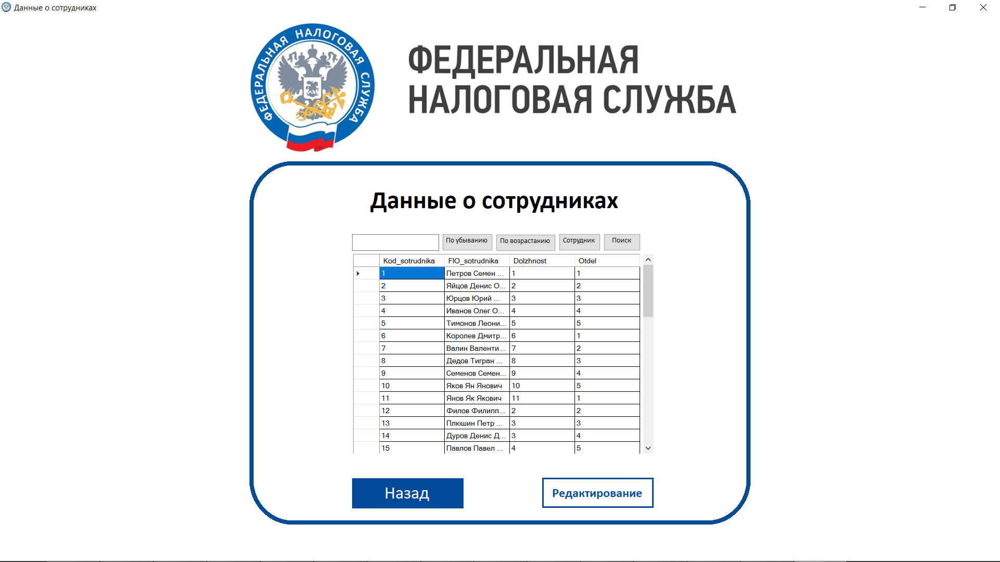 Данные о сотрудниках
ФЕДЕРАЛЬНАЯ НАЛОГОВАЯ СЛУЖБА
ФЕДЕРАЛЬНАЯ
НАЛОГОВАЯ СЛУЖБА
Данные о сотрудниках
По убыванию По возрастанию Сотрудник Поиск
Kod_sotrudnika FIO_sotrudnika Dolzhnost Otdel
1 Петров Семен ... 1 1
2 Яйцов Денис О... 2 2
3 Юрцов Юрий ... 3 3
4 Иванов Олег О... 4 4
5 Тимонов Леони... 5 5
6 Королев Дмитр... 6 1
7 Валин Валенти... 7 2
8 Дедов Тигран ... 8 3
9 Семенов Семен... 9 4
10 Яков Ян Янович 10 5
11 Янов Як Якович 11 1
12 Филов Филипп... 2 2
13 Плюшин Петр ... 3 3
14 Дуров Денис Д... 3 4
15 Павлов Павел ... 4 5
Назад Редактирование